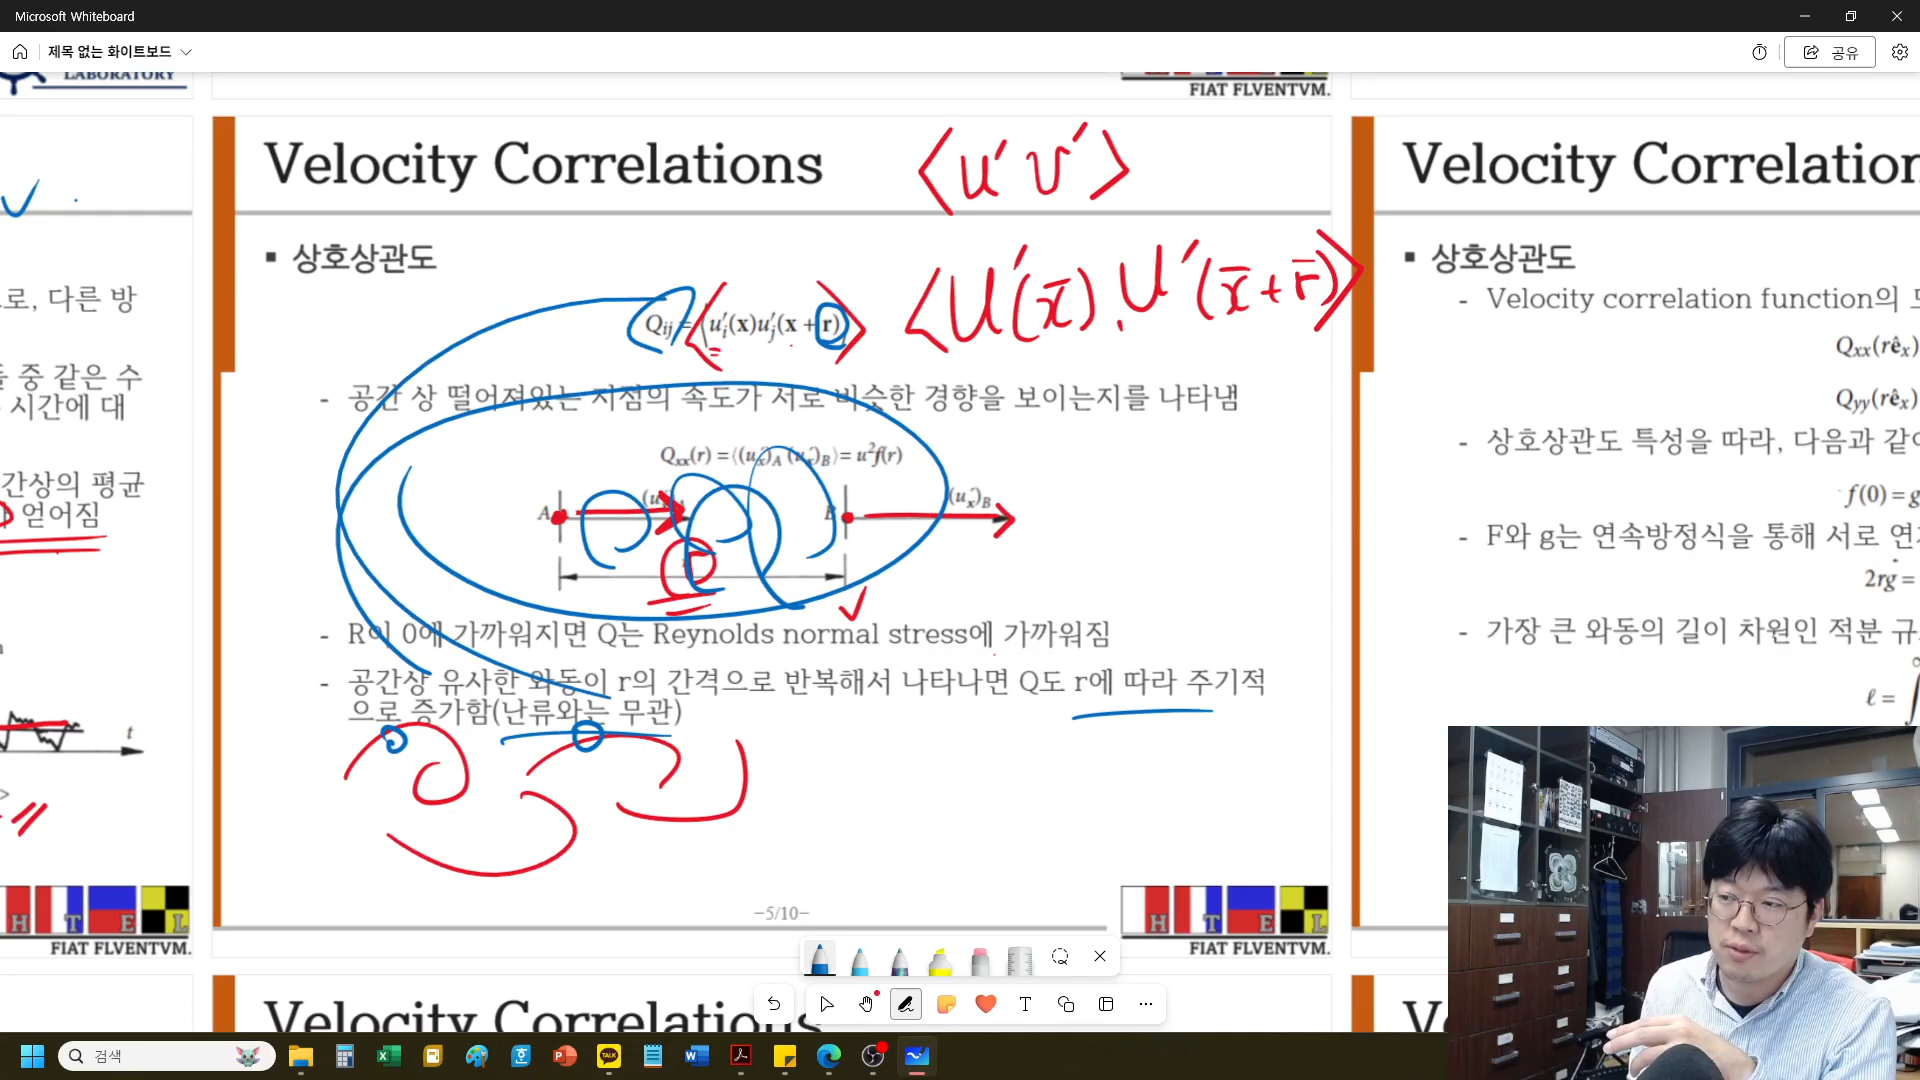 Microsoft Whiteboard
제목 없는 화이트보드
공유
LABORATORY
FIAT FLVENTVM.
로, 다른 방
들 중 같은 수
시간에 대
간상의 평균
얻어짐
t
H T E L
FIAT FLVENTVM.
Velocity Correlations
⟨u′ v′⟩
상호상관도
⟨u′(x̄), u′(x̄+r̄)⟩
Qij = ⟨u′i(x)u′j(x + r)⟩
- 공간 상 떨어져있는 지점의 속도가 서로 비슷한 경향을 보이는지를 나타냄
Qxx(r) = ⟨(u′x)A (u′x)B⟩ = u²f(r)
A
B
(u′x)B
- R이 0에 가까워지면 Q는 Reynolds normal stress에 가까워짐
- 공간상 유사한 와동이 r의 간격으로 반복해서 나타나면 Q도 r에 따라 주기적
으로 증가함(난류와는 무관)
–5/10–
H T E L
FIAT FLVENTVM.
Velocity Correlation
상호상관도
- Velocity correlation function의
Qxx(rêx)
Qyy(rêx)
- 상호상관도 특성을 따라, 다음과 같이
f(0) = g
- F와 g는 연속방정식을 통해 서로 연
2rg =
- 가장 큰 와동의 길이 차원인 적분 규
ℓ = ∫
Velocity Correlations
검색